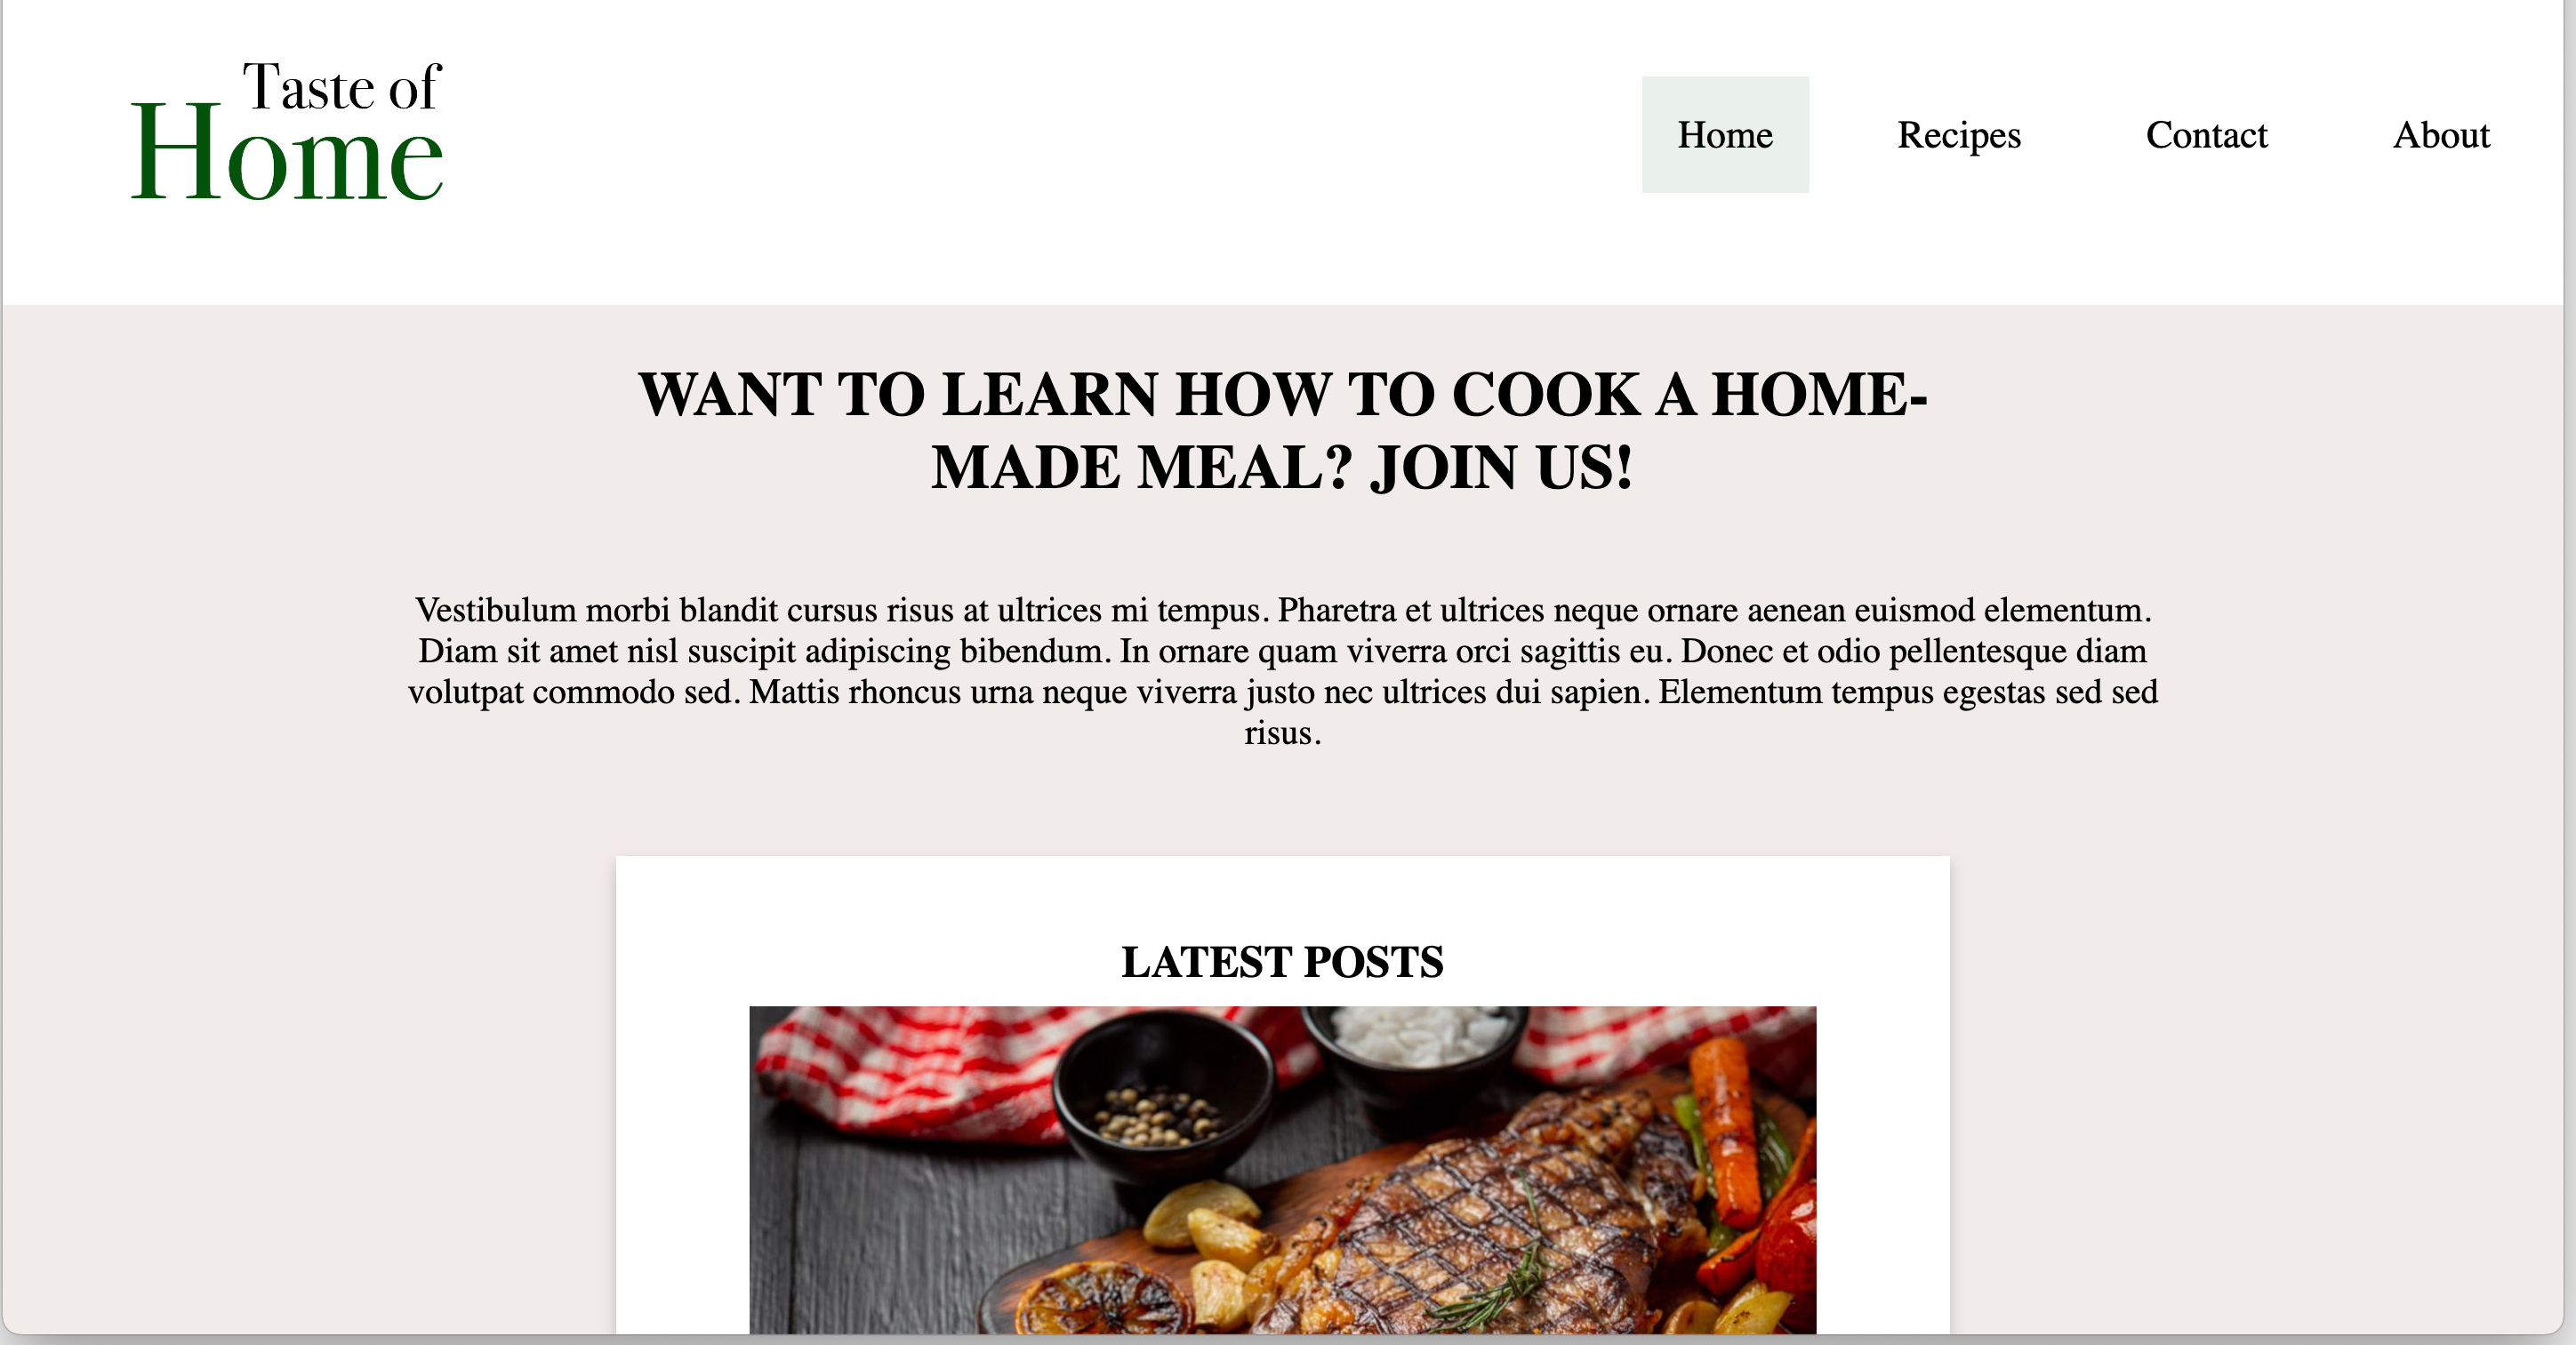 Taste of
Home
Home Recipes Contact About
WANT TO LEARN HOW TO COOK A HOME-
MADE MEAL? JOIN US!
Vestibulum morbi blandit cursus risus at ultrices mi tempus. Pharetra et ultrices neque ornare aenean euismod elementum.
Diam sit amet nisl suscipit adipiscing bibendum. In ornare quam viverra orci sagittis eu. Donec et odio pellentesque diam
volutpat commodo sed. Mattis rhoncus urna neque viverra justo nec ultrices dui sapien. Elementum tempus egestas sed sed
risus.
LATEST POSTS